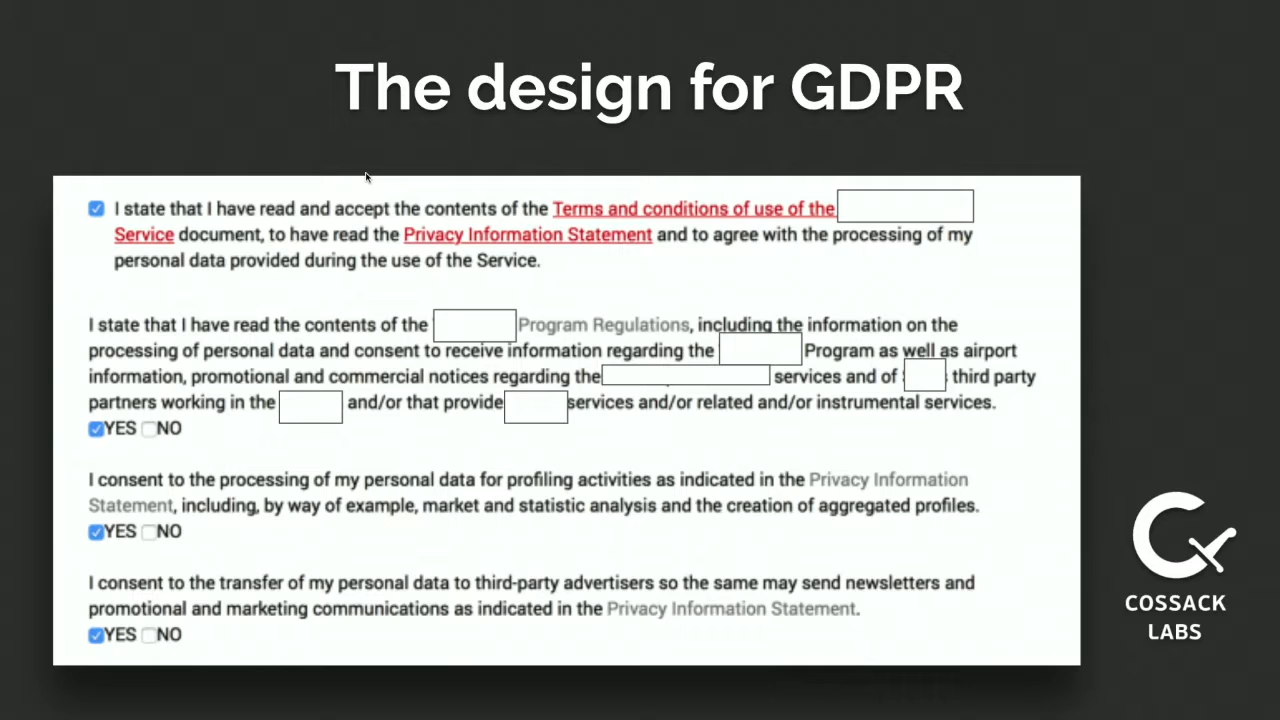 The design for GDPR
I state that I have read and accept the contents of the Terms and conditions of use of the
Service document, to have read the Privacy Information Statement and to agree with the processing of my
personal data provided during the use of the Service.
I state that I have read the contents of the Program Regulations, including the information on the
processing of personal data and consent to receive information regarding the Program as well as airport
information, promotional and commercial notices regarding the services and of third party
partners working in the and/or that provide services and/or related and/or instrumental services.
YES NO
I consent to the processing of my personal data for profiling activities as indicated in the Privacy Information
Statement, including, by way of example, market and statistic analysis and the creation of aggregated profiles.
YES NO
I consent to the transfer of my personal data to third-party advertisers so the same may send newsletters and
promotional and marketing communications as indicated in the Privacy Information Statement.
YES NO
COSSACK
LABS